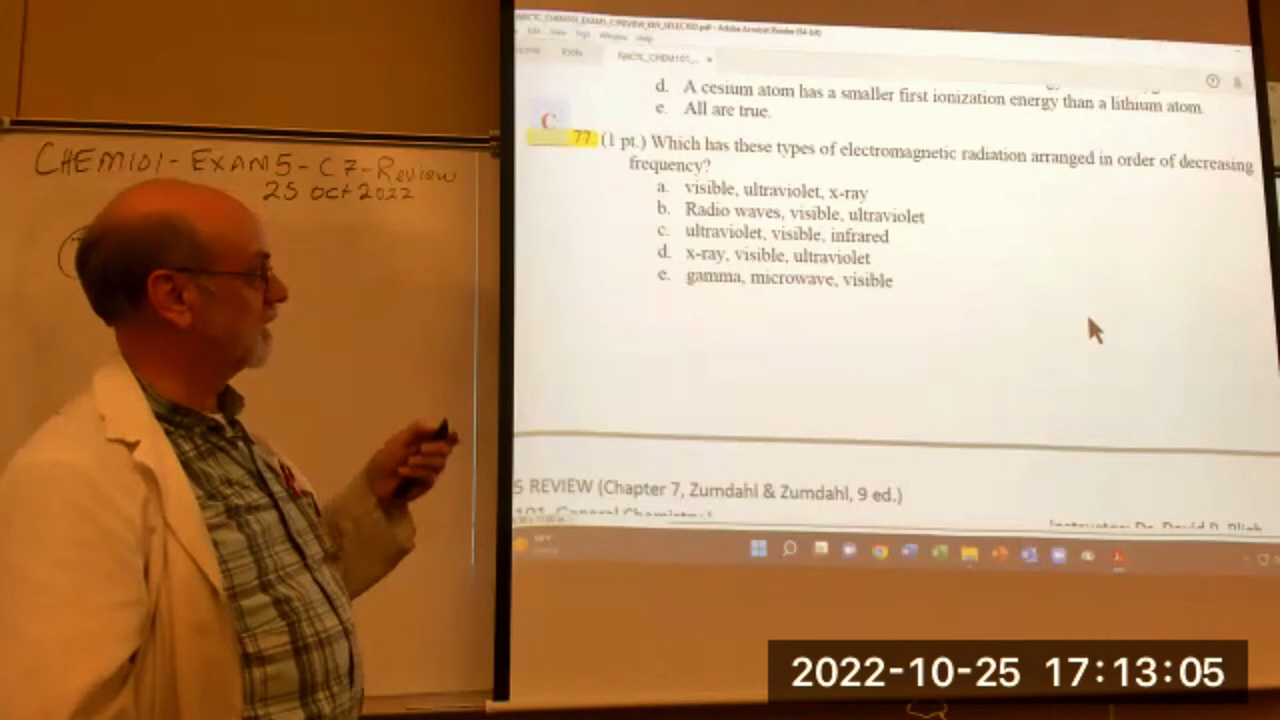 CHEM101-EXAM5-C7-Review
25 Oct 2022
Tools
d. A cesium atom has a smaller first ionization energy than a lithium atom.
e. All are true.
C
77 (1 pt.) Which has these types of electromagnetic radiation arranged in order of decreasing
frequency?
a. visible, ultraviolet, x-ray
b. Radio waves, visible, ultraviolet
c. ultraviolet, visible, infrared
d. x-ray, visible, ultraviolet
e. gamma, microwave, visible
REVIEW (Chapter 7, Zumdahl & Zumdahl, 9 ed.)
2022-10-25 17:13:05